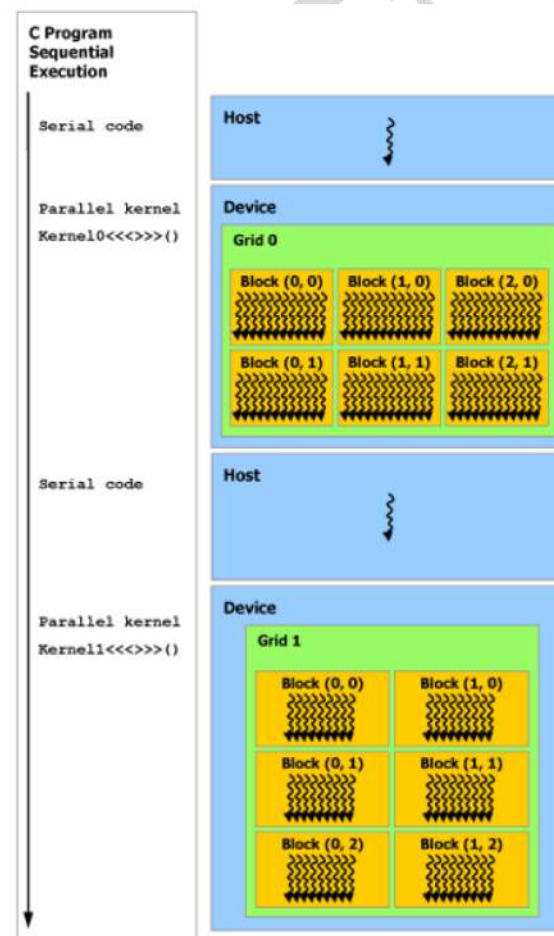 C Program
Sequential
Execution
Serial code
Host
Parallel kernel
Kernel0<<<>>>()
Device
Grid 0
Block (0, 0) Block (1, 0) Block (2, 0)
Block (0, 1) Block (1, 1) Block (2, 1)
Serial code
Host
Parallel kernel
Kernel1<<<>>>()
Device
Grid 1
Block (0, 0) Block (1, 0)
Block (0, 1) Block (1, 1)
Block (0, 2) Block (1, 2)